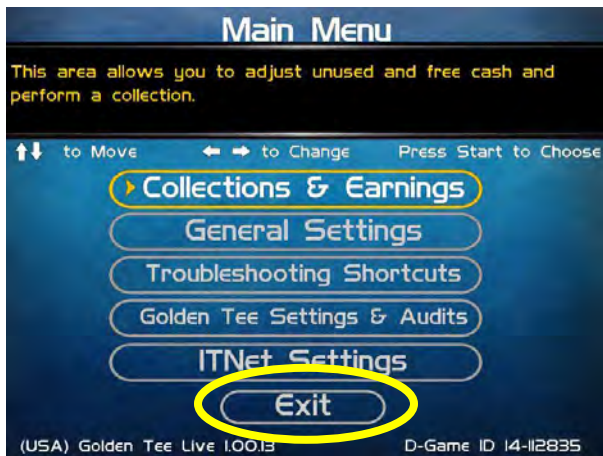 Main Menu
This area allows you to adjust unused and free cash and
perform a collection.
to Move to Change Press Start to Choose
Collections & Earnings
General Settings
Troubleshooting Shortcuts
Golden Tee Settings & Audits
ITNet Settings
Exit
(USA) Golden Tee Live 1.00.13 D-Game ID 14-112835